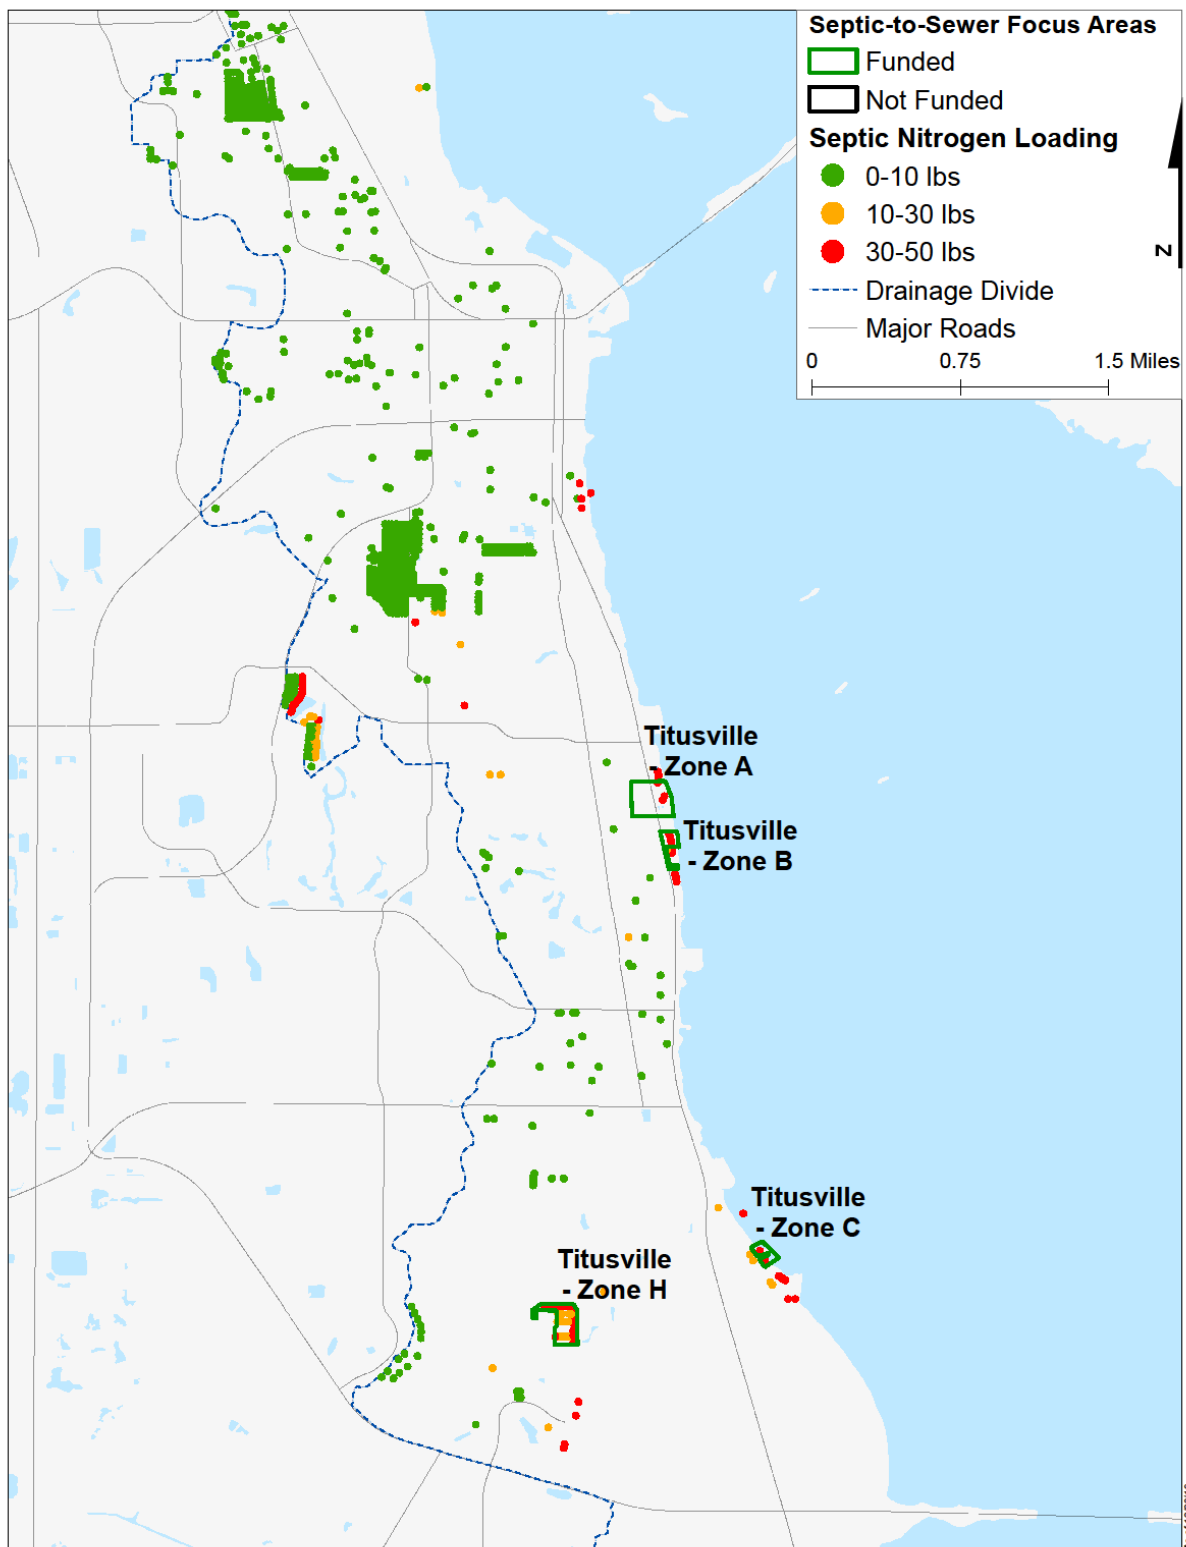 Septic-to-Sewer Focus Areas
Funded
Not Funded
Septic Nitrogen Loading
0-10 lbs
10-30 lbs
30-50 lbs
Drainage Divide
Major Roads
0 0.75 1.5 Miles
N
Titusville
- Zone A
Titusville
- Zone B
Titusville
- Zone C
Titusville
- Zone H